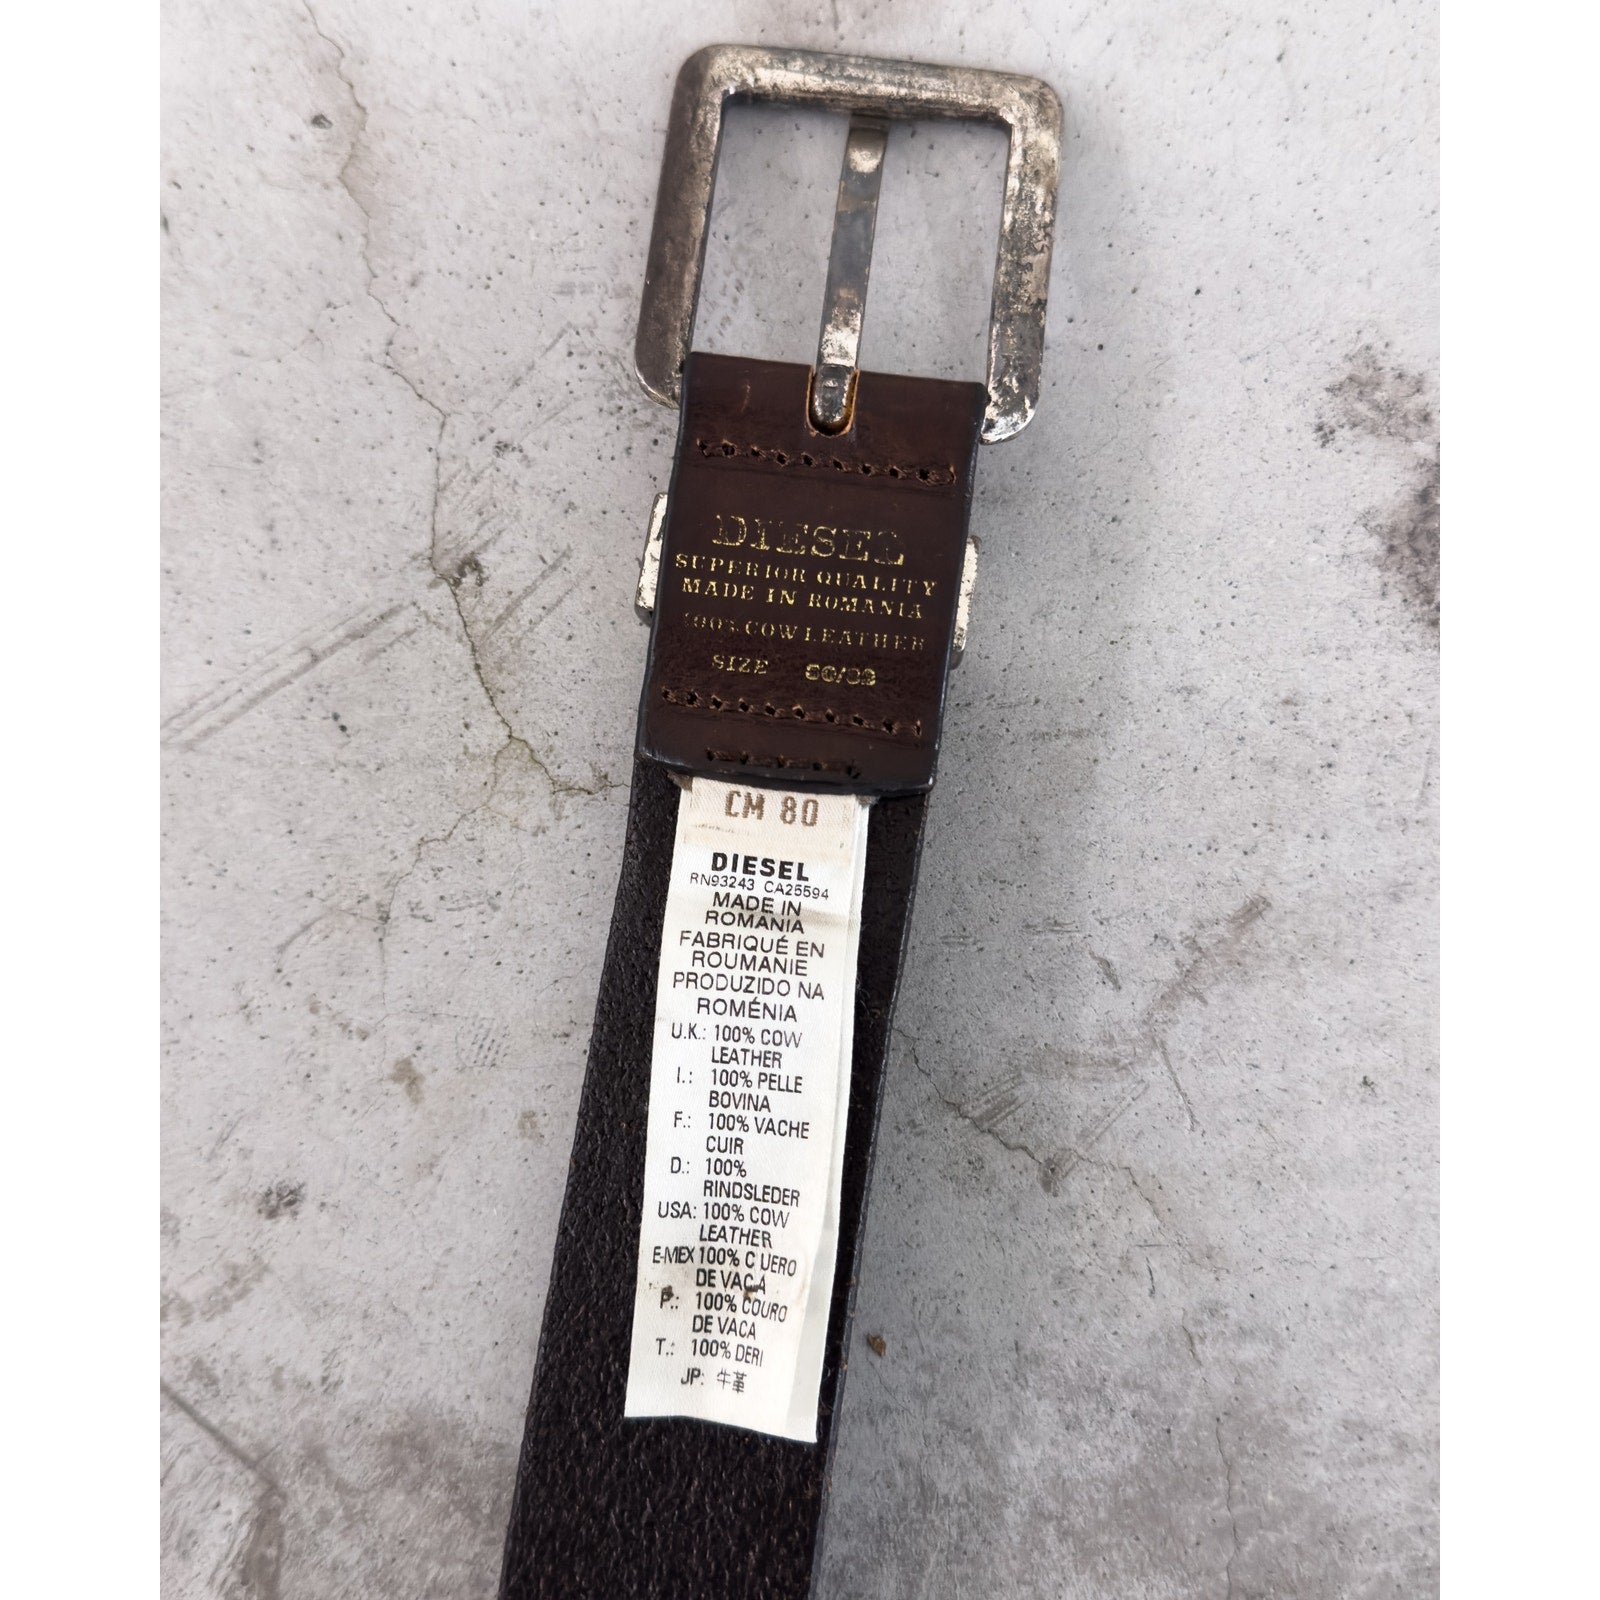 DIESEL
SUPERIOR QUALITY
MADE IN ROMANIA
100% COW LEATHER
SIZE
CM 80
DIESEL
RN93243 CA25594
MADE IN
ROMANIA
FABRIQUÉ EN
ROUMANIE
PRODUZIDO NA
ROMÉNIA
U.K.: 100% COW
LEATHER
I.: 100% PELLE
BOVINA
F.: 100% VACHE
CUIR
D.: 100%
RINDSLEDER
USA: 100% COW
LEATHER
E-MEX 100% CUERO
DE VACA
P.: 100% COURO
DE VACA
T.: 100% DERI
JP: 牛革